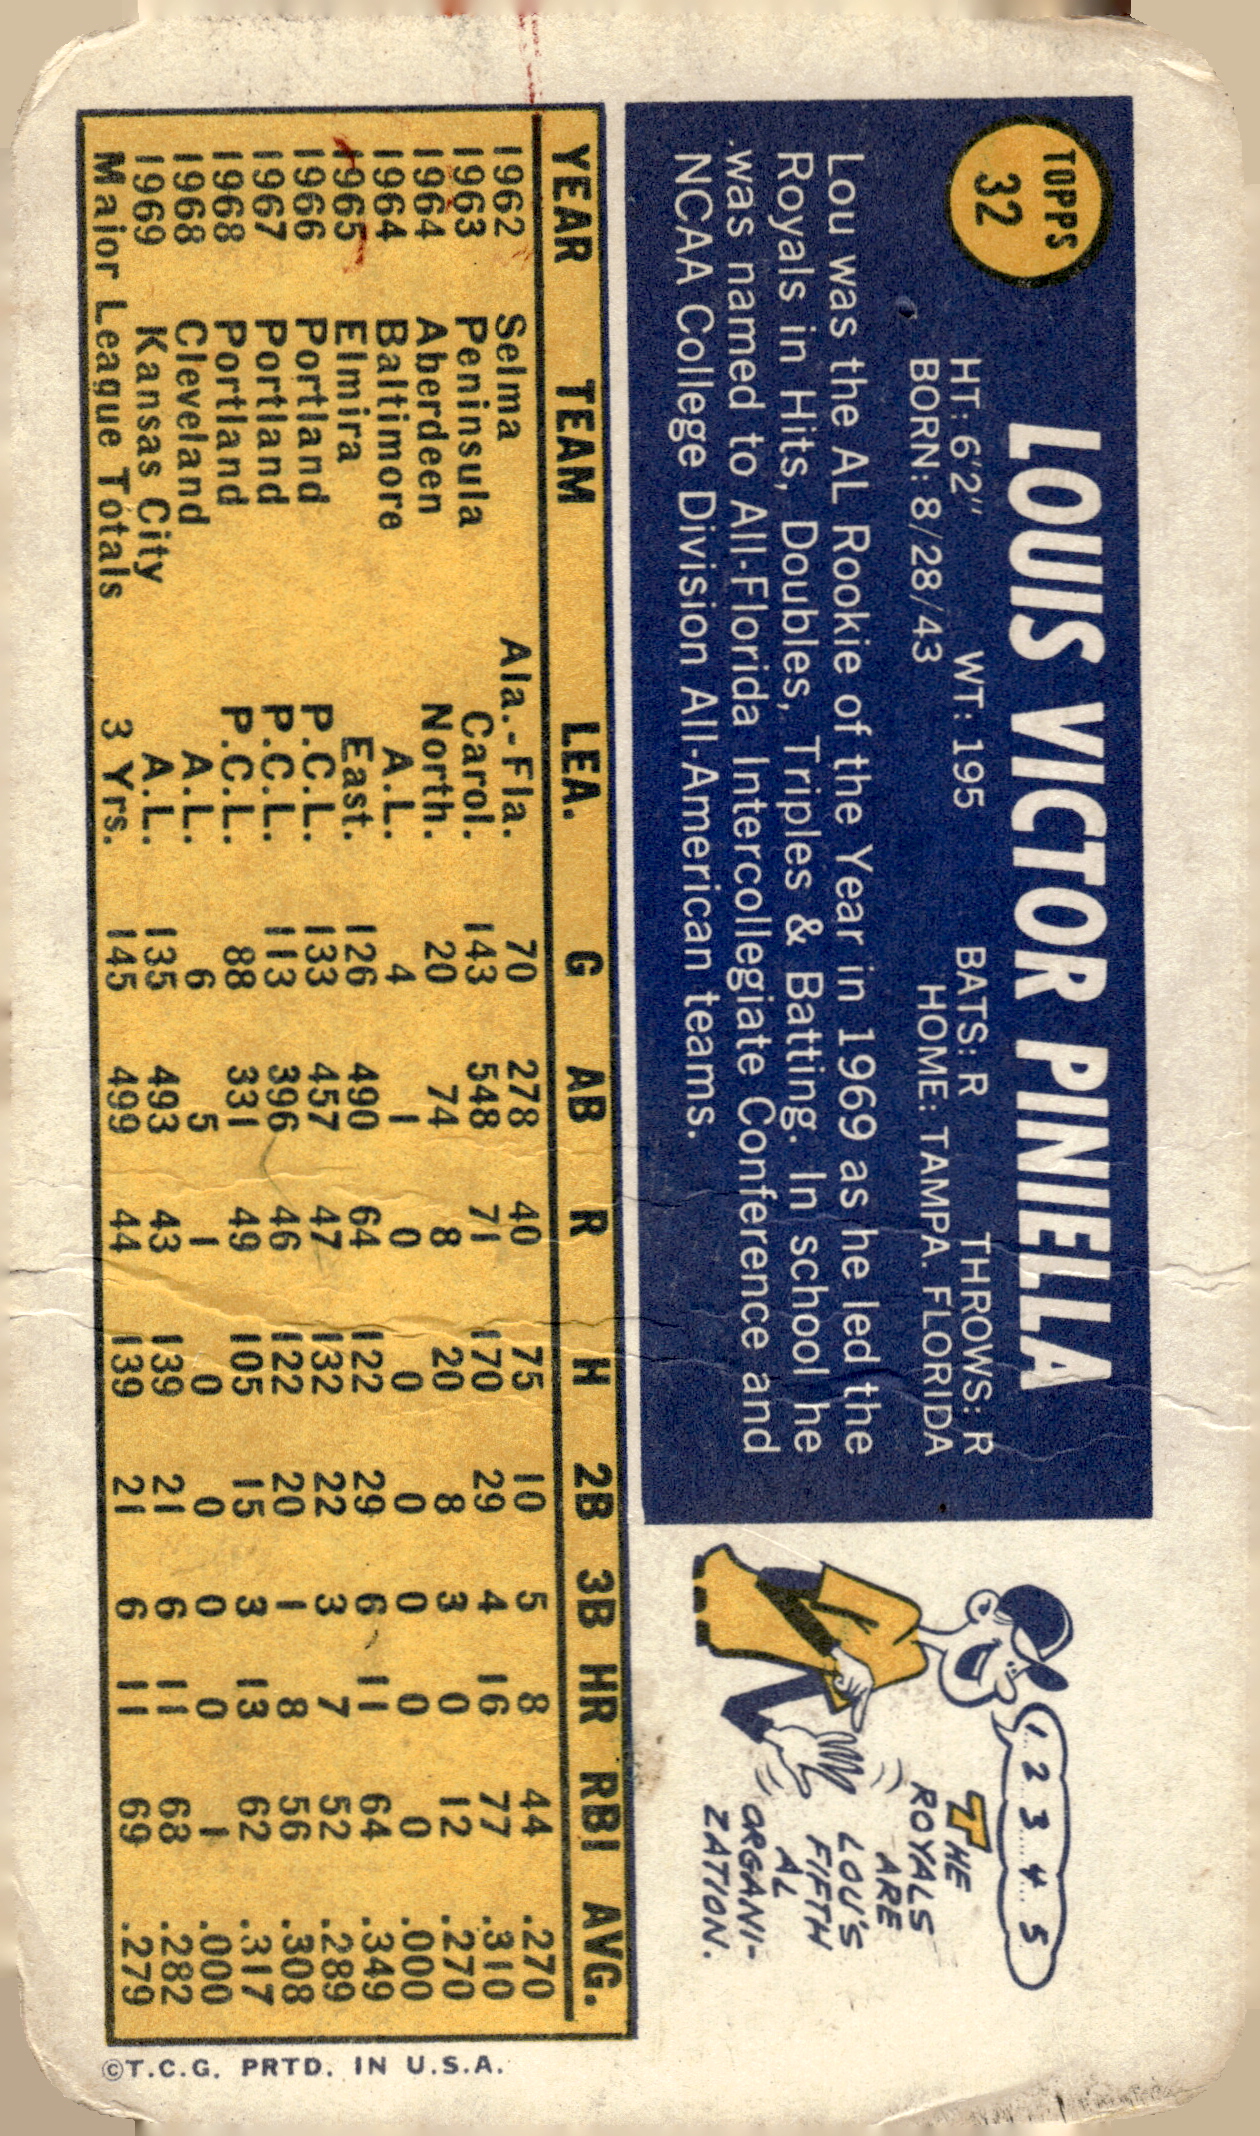 TOPPS
32
LOUIS VICTOR PINIELLA
HT: 6'2" WT: 195 BATS: R THROWS: R
BORN: 8/28/43 HOME: TAMPA, FLORIDA
Lou was the AL Rookie of the Year in 1969 as he led the
Royals in Hits, Doubles, Triples & Batting. In school he
was named to All-Florida Intercollegiate Conference and
NCAA College Division All-American teams.
1... 2 3.... 4... 5
THE
ROYALS
ARE
LOU'S
FIFTH
AL
ORGANI-
ZATION.
YEAR TEAM LEA. G AB R H 2B 3B HR RBI AVG.
1962 Selma Ala.-Fla. 70 278 40 75 10 5 8 44 .270
1963 Peninsula Carol. 143 548 71 170 29 4 16 77 .310
1964 Aberdeen North. 20 74 8 20 8 3 0 12 .270
1964 Baltimore A.L. 4 1 0 0 0 0 0 0 .000
1965 Elmira East. 126 490 64 122 29 6 11 64 .349
1966 Portland P.C.L. 133 457 47 132 22 3 7 52 .289
1967 Portland P.C.L. 113 396 46 122 20 1 8 56 .308
1968 Portland P.C.L. 88 331 49 105 15 3 13 62 .317
1968 Cleveland A.L. 6 5 1 0 0 0 0 1 .000
1969 Kansas City A.L. 135 493 43 139 21 6 11 68 .282
Major League Totals 3 Yrs. 145 499 44 139 21 6 11 69 .279
©T.C.G. PRTD. IN U.S.A.